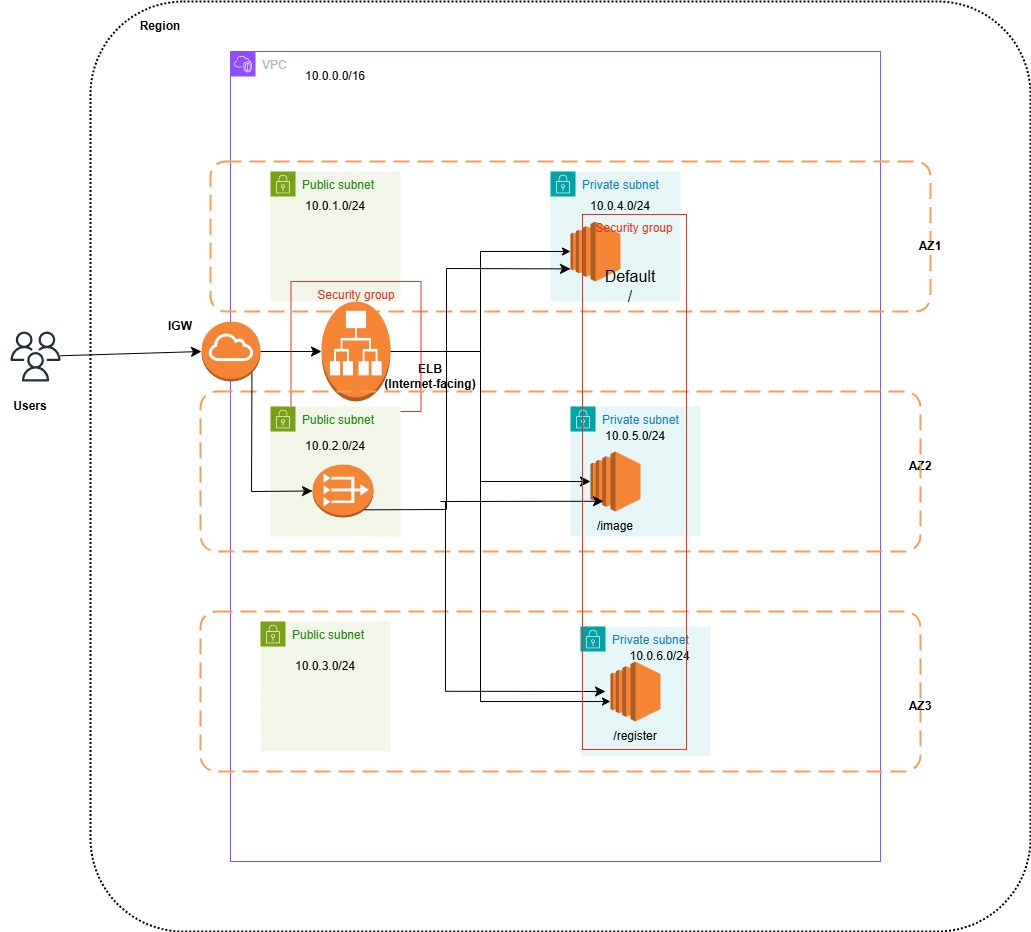 Region
VPC
10.0.0.0/16
Public subnet
10.0.1.0/24
Private subnet
10.0.4.0/24
Security group
Default
/
AZ1
Security group
IGW
ELB
(Internet-facing)
Users
Public subnet
10.0.2.0/24
Private subnet
10.0.5.0/24
/image
AZ2
Public subnet
10.0.3.0/24
Private subnet
10.0.6.0/24
/register
AZ3